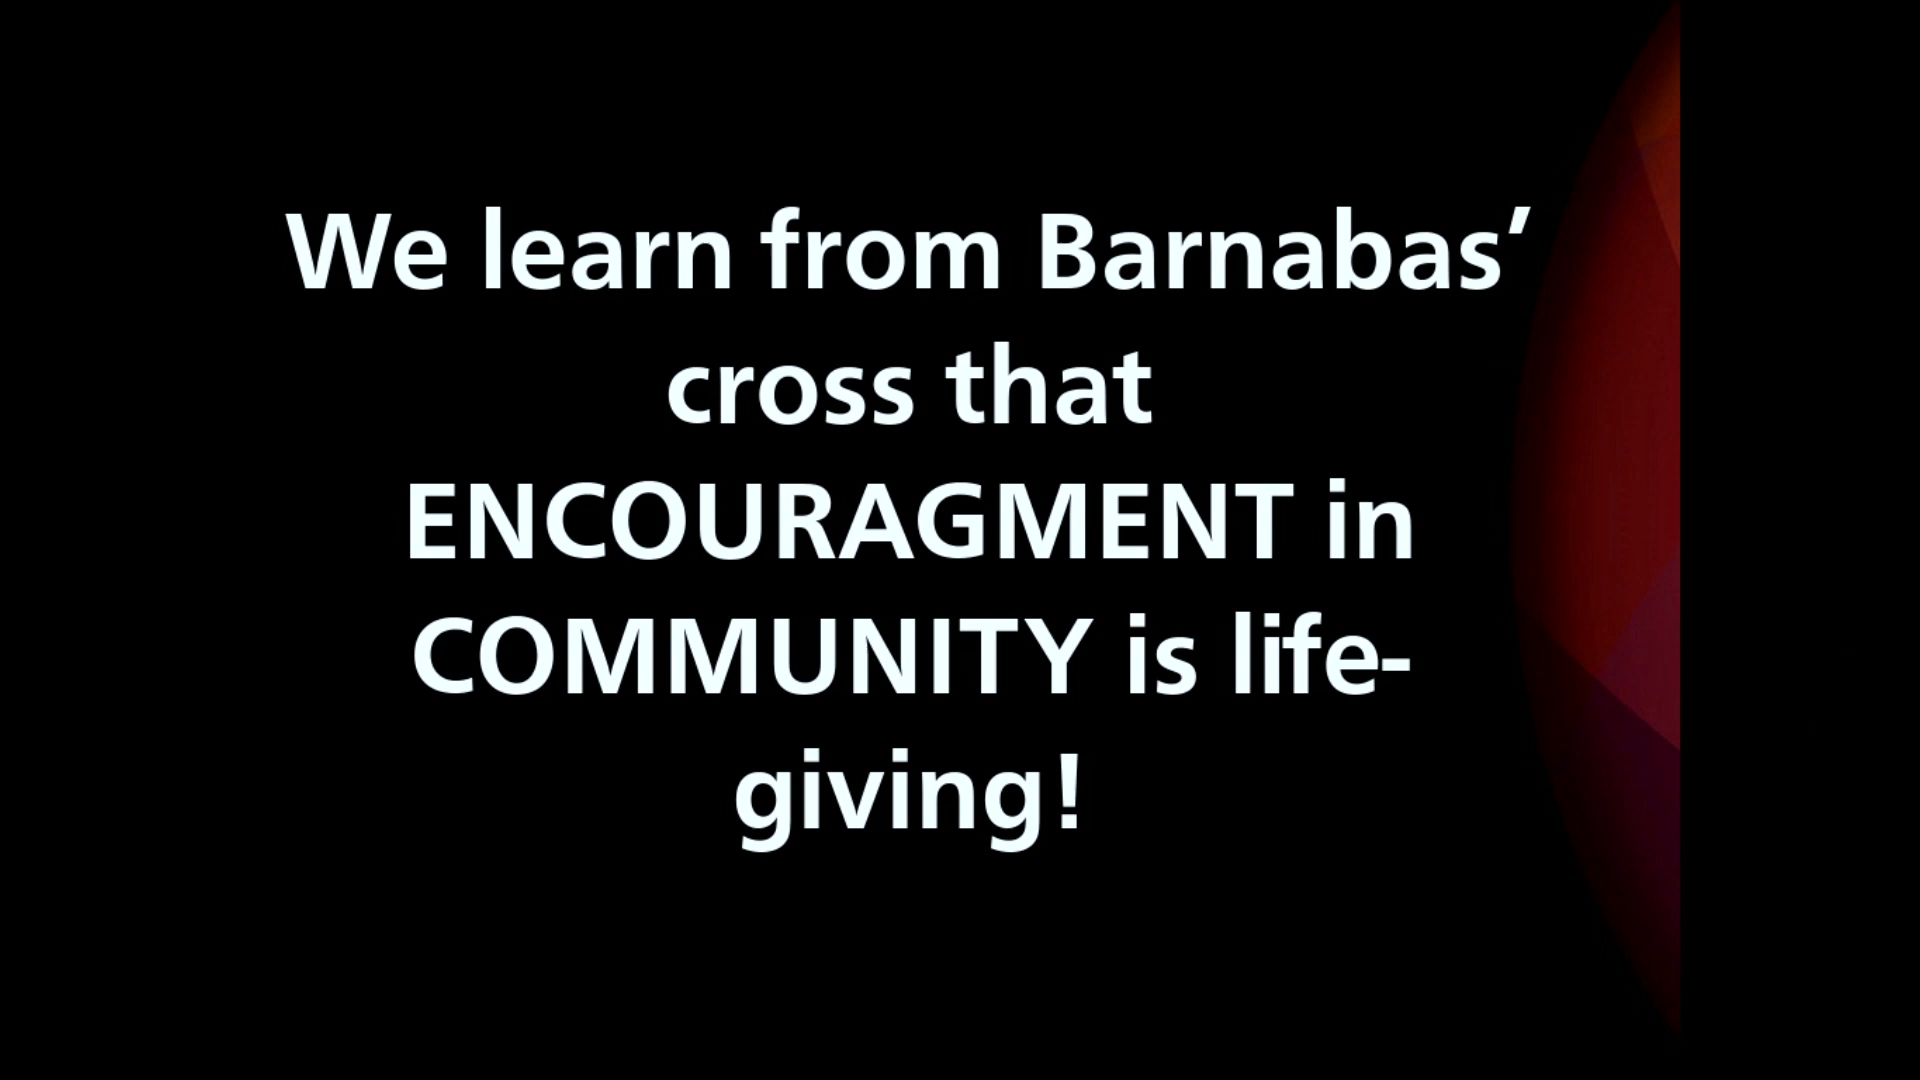 We learn from Barnabas’
cross that
ENCOURAGMENT in
COMMUNITY is life-
giving!